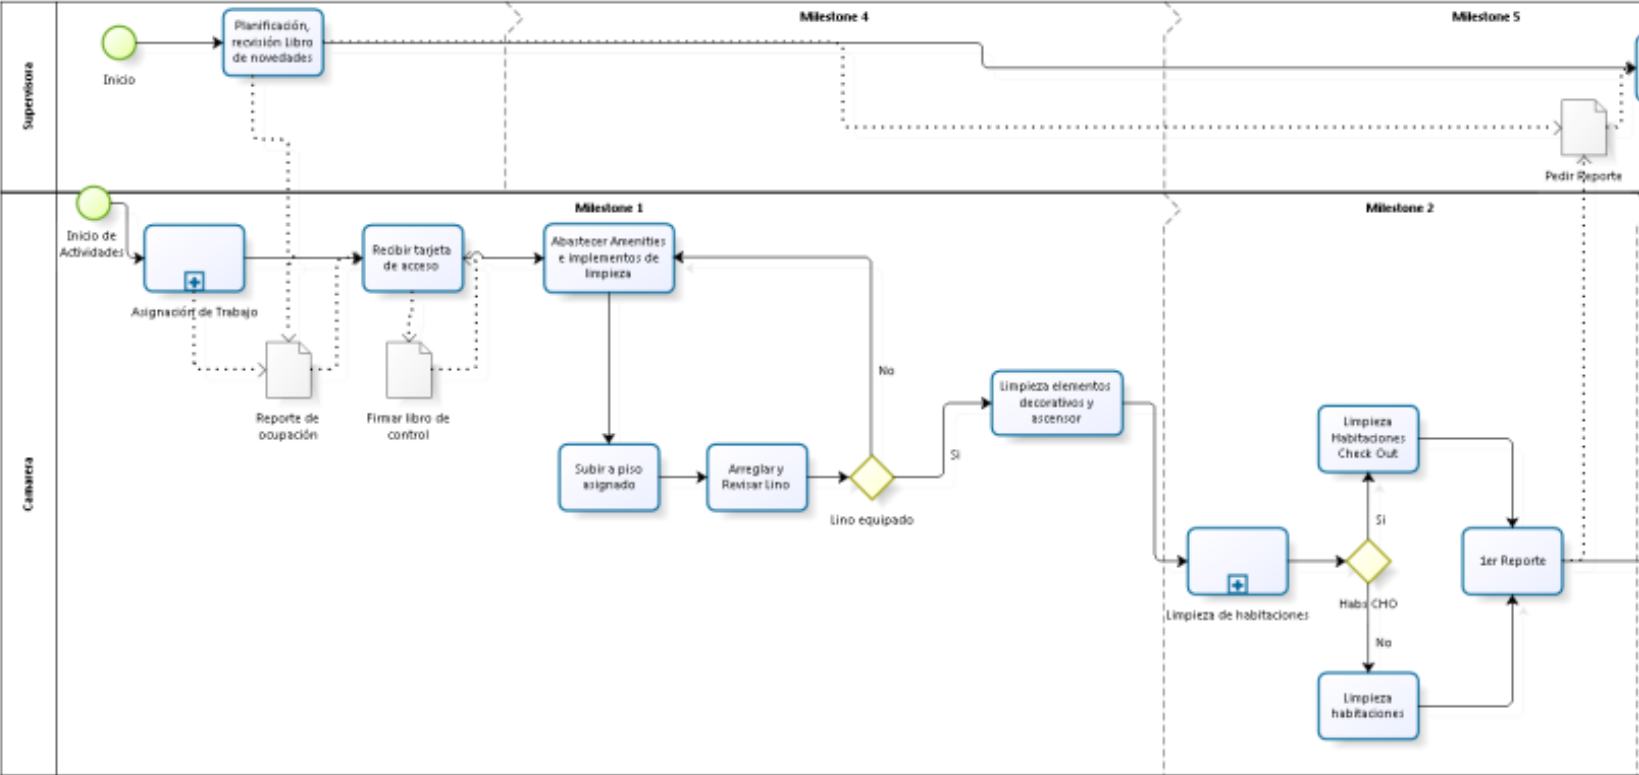 Milestone 4
Milestone 5
Supervisora
Inicio
Planificación,
recvisión Libro
de novedades
Pedir Reporte
Milestone 1
Milestone 2
Camarera
Inicio de
Actividades
Asignación de Trabajo
Recibir tarjeta
de acceso
Abastecer Amenities
e implementos de
limpieza
Reporte de
ocupación
Firmar libro de
control
Subir a piso
asignado
Arreglar y
Revisar Lino
Lino equipado
No
Si
Limpieza elementos
decorativos y
ascensor
Limpieza de habitaciones
Limpieza
Habitaciones
Check Out
Si
Habs CHO
No
Limpieza
habitaciones
1er Reporte